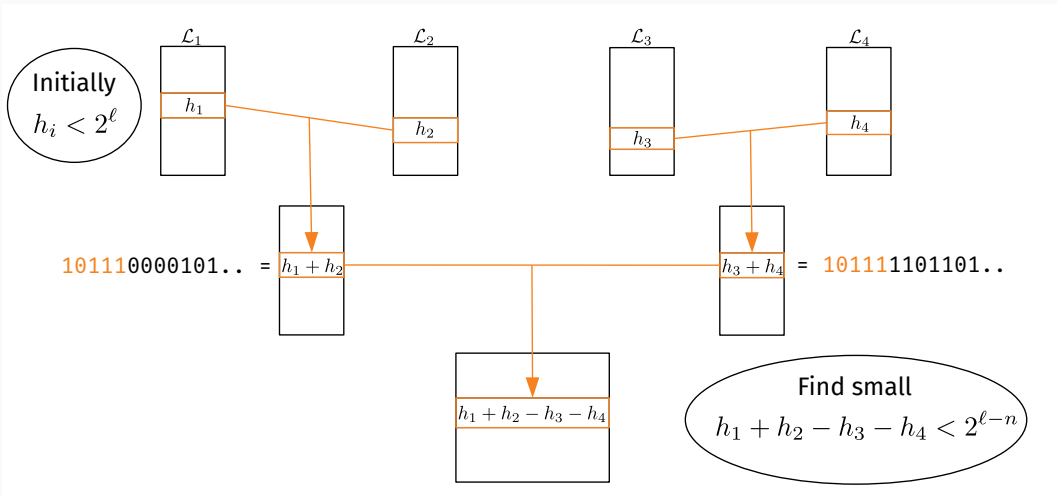 ℒ₁ ℒ₂ ℒ₃ ℒ₄
Initially
hᵢ < 2^ℓ
h₁
h₂
h₃
h₄
101110000101.. = h₁ + h₂
h₃ + h₄ = 101111101101..
h₁ + h₂ − h₃ − h₄
Find small
h₁ + h₂ − h₃ − h₄ < 2^{ℓ−n}